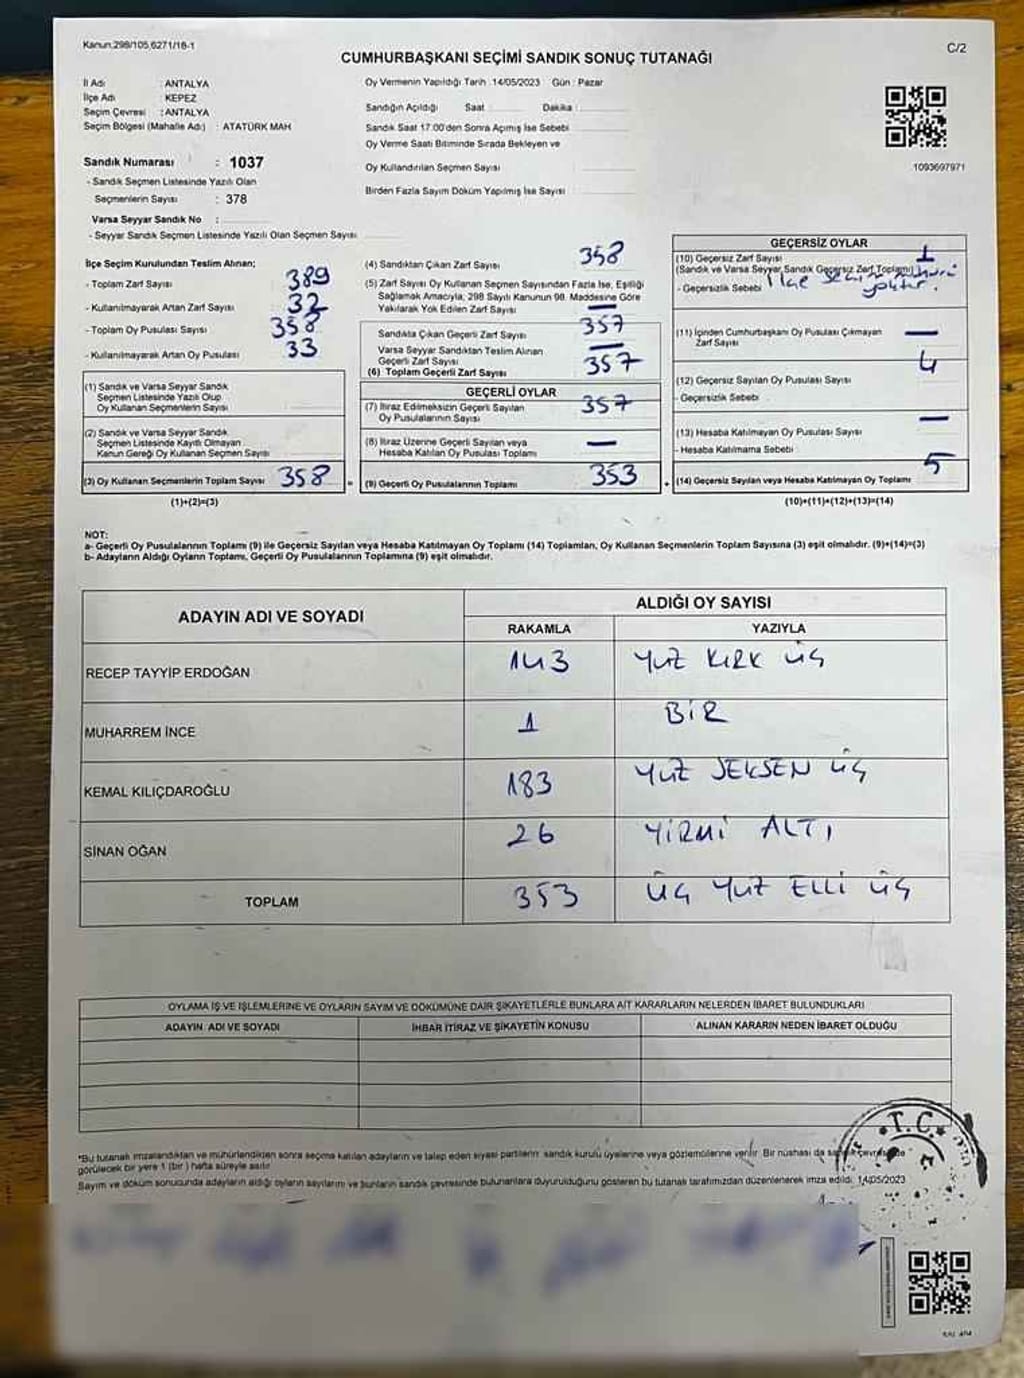 Kanun;298/105,6271/18-1
C/2
CUMHURBAŞKANI SEÇİMİ SANDIK SONUÇ TUTANAĞI
İl Adı : ANTALYA
İlçe Adı : KEPEZ
Seçim Çevresi : ANTALYA
Seçim Bölgesi (Mahalle Adı) : ATATÜRK MAH
Sandık Numarası : 1037
- Sandık Seçmen Listesinde Yazılı Olan
Seçmenlerin Sayısı : 378
Varsa Seyyar Sandık No :
- Seyyar Sandık Seçmen Listesinde Yazılı Olan Seçmen Sayısı
Oy Vermenin Yapıldığı Tarih :14/05/2023 Gün : Pazar
Sandığın Açıldığı Saat Dakika :
Sandık Saat 17:00'den Sonra Açımış İse Sebebi
Oy Verme Saati Bitiminde Sırada Bekleyen ve
Oy Kullandırılan Seçmen Sayısı
Birden Fazla Sayım Döküm Yapılmış İse Sayısı
1093697971
İlçe Seçim Kurulundan Teslim Alınan;
- Toplam Zarf Sayısı 389
- Kullanılmayarak Artan Zarf Sayısı 32
- Toplam Oy Pusulası Sayısı 358
- Kullanılmayarak Artan Oy Pusulası 33
(1) Sandık ve Varsa Seyyar Sandık
Seçmen Listesinde Yazılı Olup
Oy Kullanan Seçmenlerin Sayısı
(2) Sandık ve Varsa Seyyar Sandık
Seçmen Listesinde Kayıtlı Olmayan
Kanun Gereği Oy Kullanan Seçmen Sayısı
(3) Oy Kullanan Seçmenlerin Toplam Sayısı 358
(1)+(2)=(3)
(4) Sandıktan Çıkan Zarf Sayısı 358
(5) Zarf Sayısı Oy Kullanan Seçmen Sayısından Fazla İse, Eşitliği
Sağlamak Amacıyla, 298 Sayılı Kanunun 98. Maddesine Göre
Yakılarak Yok Edilen Zarf Sayısı —
Sandıkta Çıkan Geçerli Zarf Sayısı 357
Varsa Seyyar Sandıktan Teslim Alınan
Geçerli Zarf Sayısı —
(6) Toplam Geçerli Zarf Sayısı 357
GEÇERLİ OYLAR
(7) İtiraz Edilmeksizin Geçerli Sayılan
Oy Pusulalarının Sayısı 357
(8) İtiraz Üzerine Geçerli Sayılan veya
Hesaba Katılan Oy Pusulası Toplamı —
(9) Geçerli Oy Pusulalarının Toplamı 353
GEÇERSİZ OYLAR
(10) Geçersiz Zarf Sayısı 1
(Sandık ve Varsa Seyyar Sandık Geçersiz Zarf Toplamı)
- Geçersizlik Sebebi İlçe seçim mührü
yoktur.
(11) İçinden Cumhurbaşkanı Oy Pusulası Çıkmayan
Zarf Sayısı —
(12) Geçersiz Sayılan Oy Pusulası Sayısı 4
- Geçersizlik Sebebi
(13) Hesaba Katılmayan Oy Pusulası Sayısı —
- Hesaba Katılmama Sebebi
(14) Geçersiz Sayılan veya Hesaba Katılmayan Oy Toplamı 5
(10)+(11)+(12)+(13)=(14)
NOT:
a- Geçerli Oy Pusulalarının Toplamı (9) ile Geçersiz Sayılan veya Hesaba Katılmayan Oy Toplamı (14) Toplamları, Oy Kullanan Seçmenlerin Toplam Sayısına (3) eşit olmalıdır. (9)+(14)=(3)
b- Adayların Aldığı Oyların Toplamı, Geçerli Oy Pusulalarının Toplamına (9) eşit olmalıdır.
ADAYIN ADI VE SOYADI
ALDIĞI OY SAYISI
RAKAMLA YAZIYLA
RECEP TAYYİP ERDOĞAN 143 YUZ KIRK ÜÇ
MUHARREM İNCE 1 BİR
KEMAL KILIÇDAROĞLU 183 YUZ SEKSEN ÜÇ
SİNAN OĞAN 26 YİRMİ ALTI
TOPLAM 353 ÜÇ YUZ ELLİ ÜÇ
OYLAMA İŞ VE İŞLEMLERİNE VE OYLARIN SAYIM VE DÖKÜMÜNE DAİR ŞİKAYETLERLE BUNLARA AİT KARARLARIN NELERDEN İBARET BULUNDUKLARI
ADAYIN ADI VE SOYADI İHBAR İTİRAZ VE ŞİKAYETİN KONUSU ALINAN KARARIN NEDEN İBARET OLDUĞU
*Bu tutanak imzalandıktan ve mühürlendikten sonra seçime katılan adayların ve talep eden siyasi partilerin sandık kurulu üyelerine veya gözlemcilerine verilir. Bir nüshası da sandık çevresinde
görülecek bir yere 1 (bir) hafta süreyle asılır.
Sayım ve döküm sonucunda adayların aldığı oyların sayılarını ve bunların sandık çevresinde bulunanlara duyurulduğunu gösteren bu tutanak tarafımızdan düzenlenerek imza edildi. 14/05/2023
T.C.